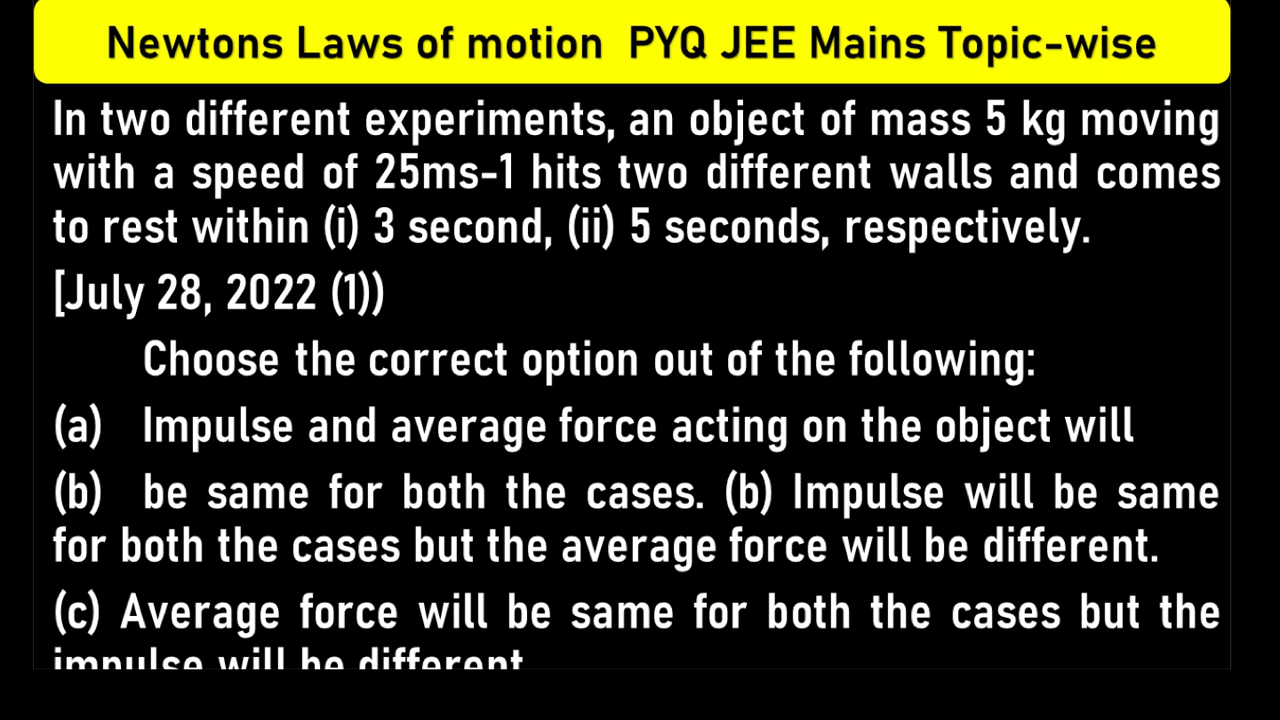 Newtons Laws of motion PYQ JEE Mains Topic-wise
In two different experiments, an object of mass 5 kg moving
with a speed of 25ms-1 hits two different walls and comes
to rest within (i) 3 second, (ii) 5 seconds, respectively.
[July 28, 2022 (1))
Choose the correct option out of the following:
(a) Impulse and average force acting on the object will
(b) be same for both the cases. (b) Impulse will be same
for both the cases but the average force will be different.
(c) Average force will be same for both the cases but the
impulse will be different